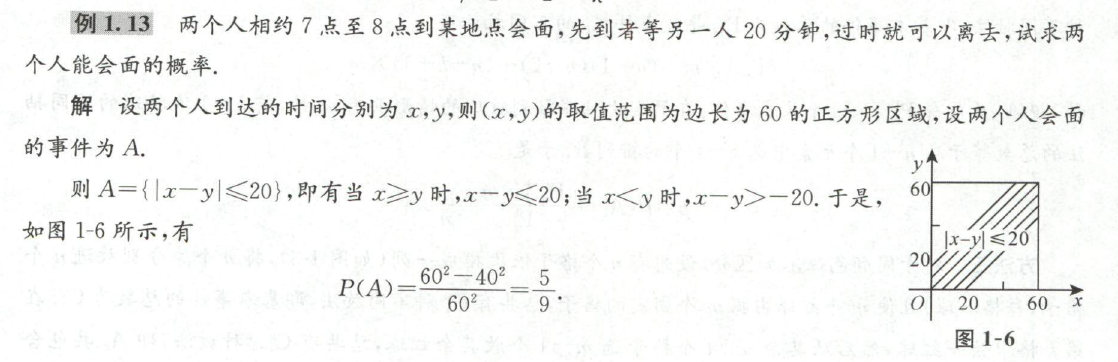 例 1.13 两个人相约 7 点至 8 点到某地点会面,先到者等另一人 20 分钟,过时就可以离去,试求两
个人能会面的概率.
解 设两个人到达的时间分别为 x,y,则(x,y)的取值范围为边长为 60 的正方形区域,设两个人会面
的事件为 A.
则 A={|x-y|≤20},即有当 x≥y 时,x-y≤20;当 x<y 时,x-y>-20. 于是,
如图 1-6 所示,有
P(A)=\frac{60^2-40^2}{60^2}=\frac{5}{9}.
y
60
|x-y|≤20
20
O 20 60 x
图 1-6